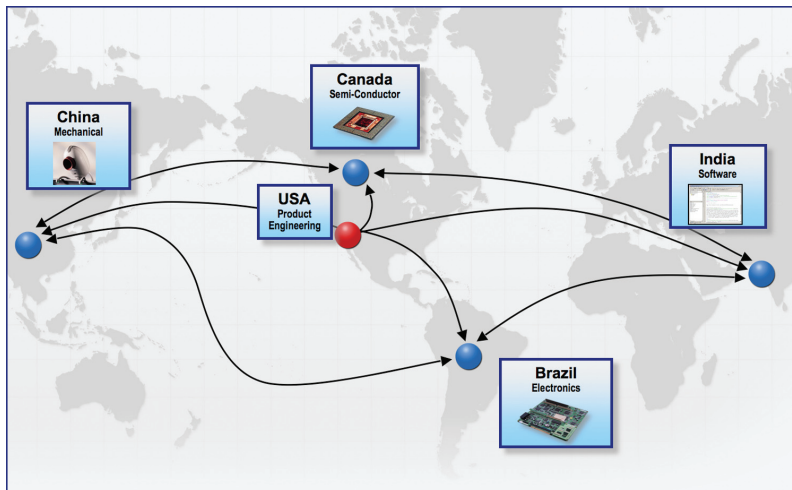 Canada
Semi-Conductor
China
Mechanical
India
Software
USA
Product
Engineering
Brazil
Electronics